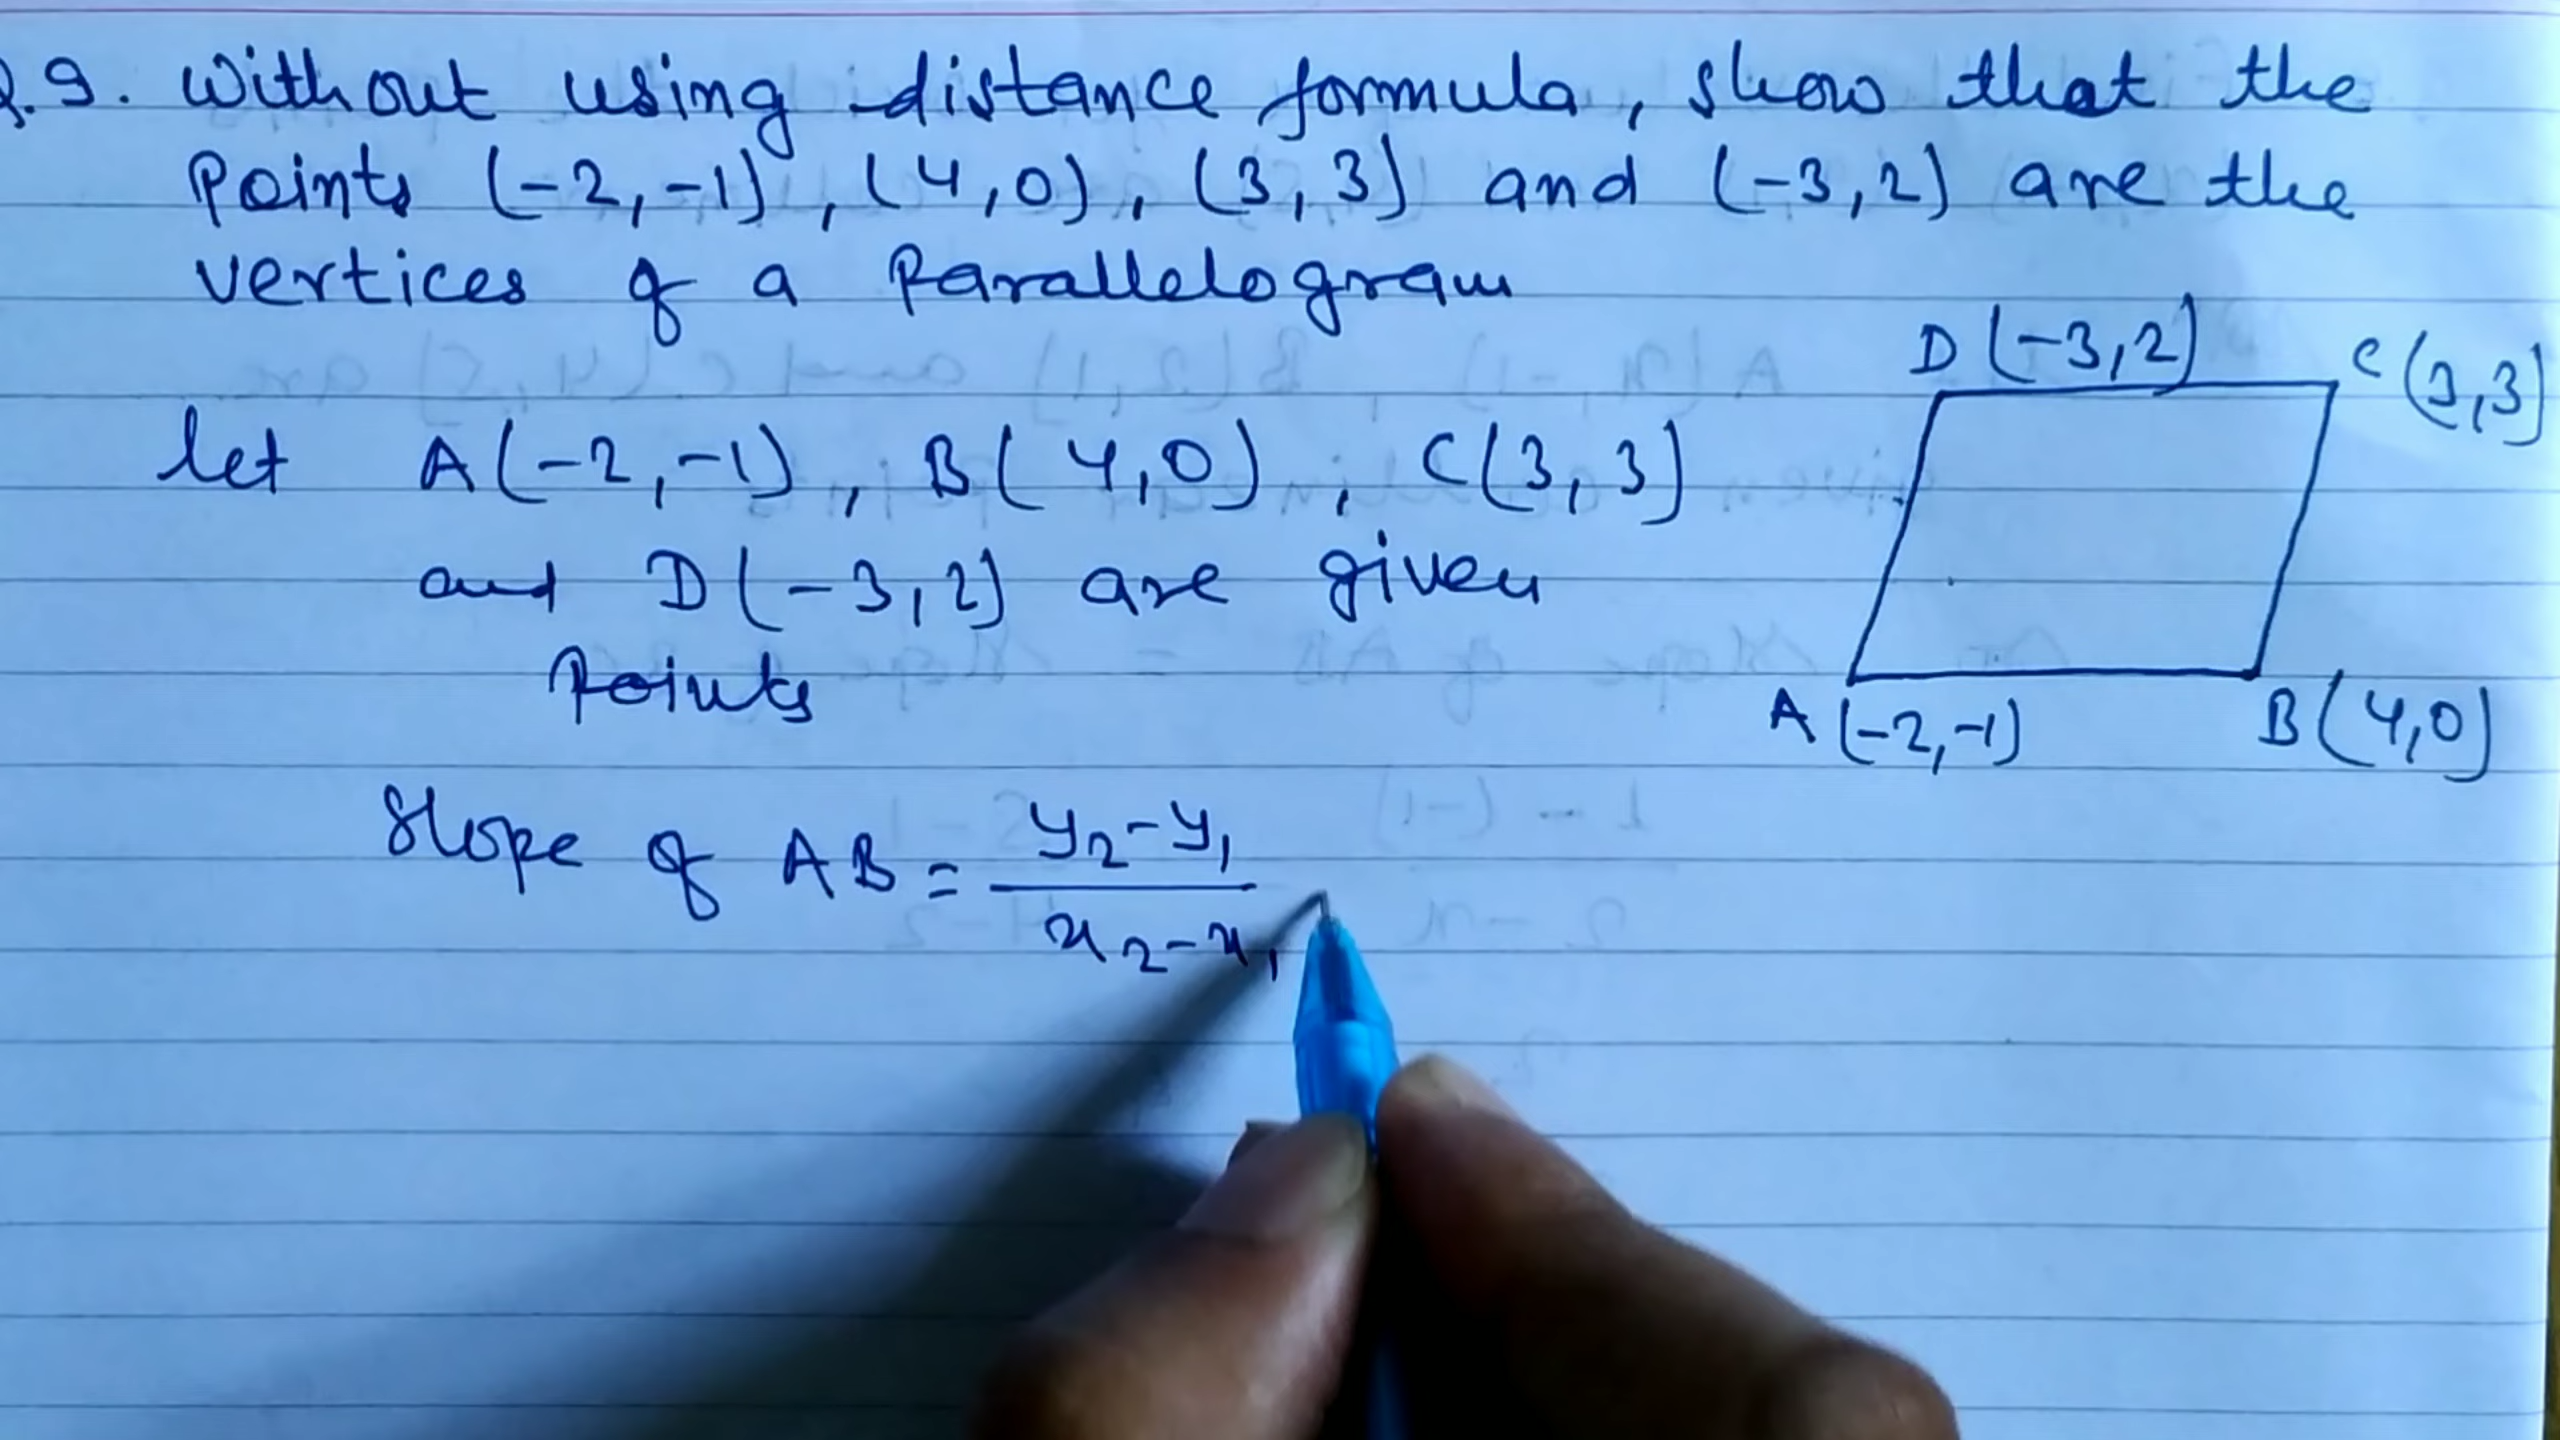 Q.9. Without using distance formula, show that the
Points (-2,-1), (4,0), (3,3) and (-3,2) are the
vertices of a Parallelogram
D(-3,2)
C(3,3)
let A(-2,-1), B(4,0), C(3,3)
and D(-3,2) are given
Points
A(-2,-1)
B(4,0)
Slope of AB = y₂-y₁ / x₂-x₁